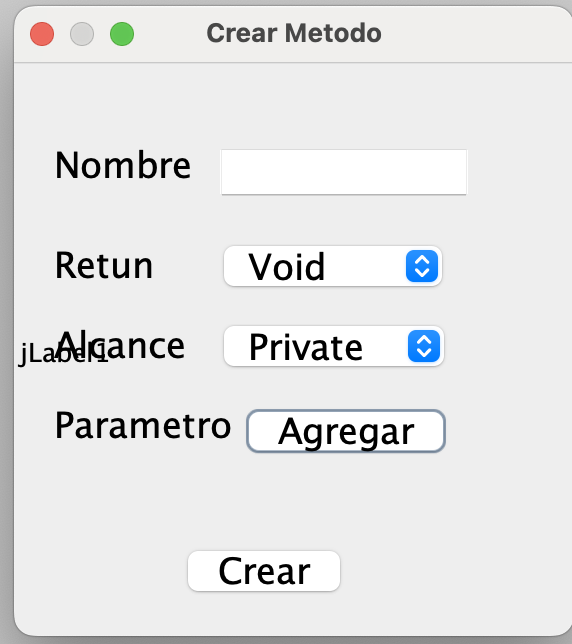 Crear Metodo
Nombre
Retun Void
Alcance Private
jLabel1
Parametro Agregar
Crear